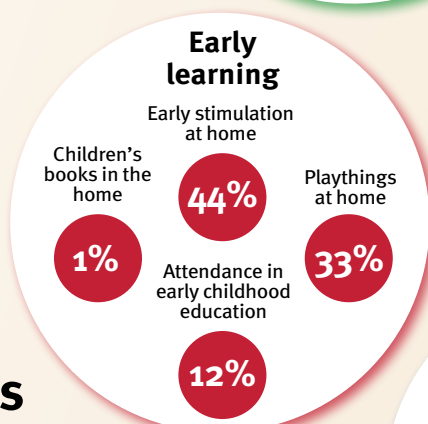 Early
learning
Early stimulation
at home
44%
Children's
books in the
home
1%
Playthings
at home
33%
Attendance in
early childhood
education
12%
s